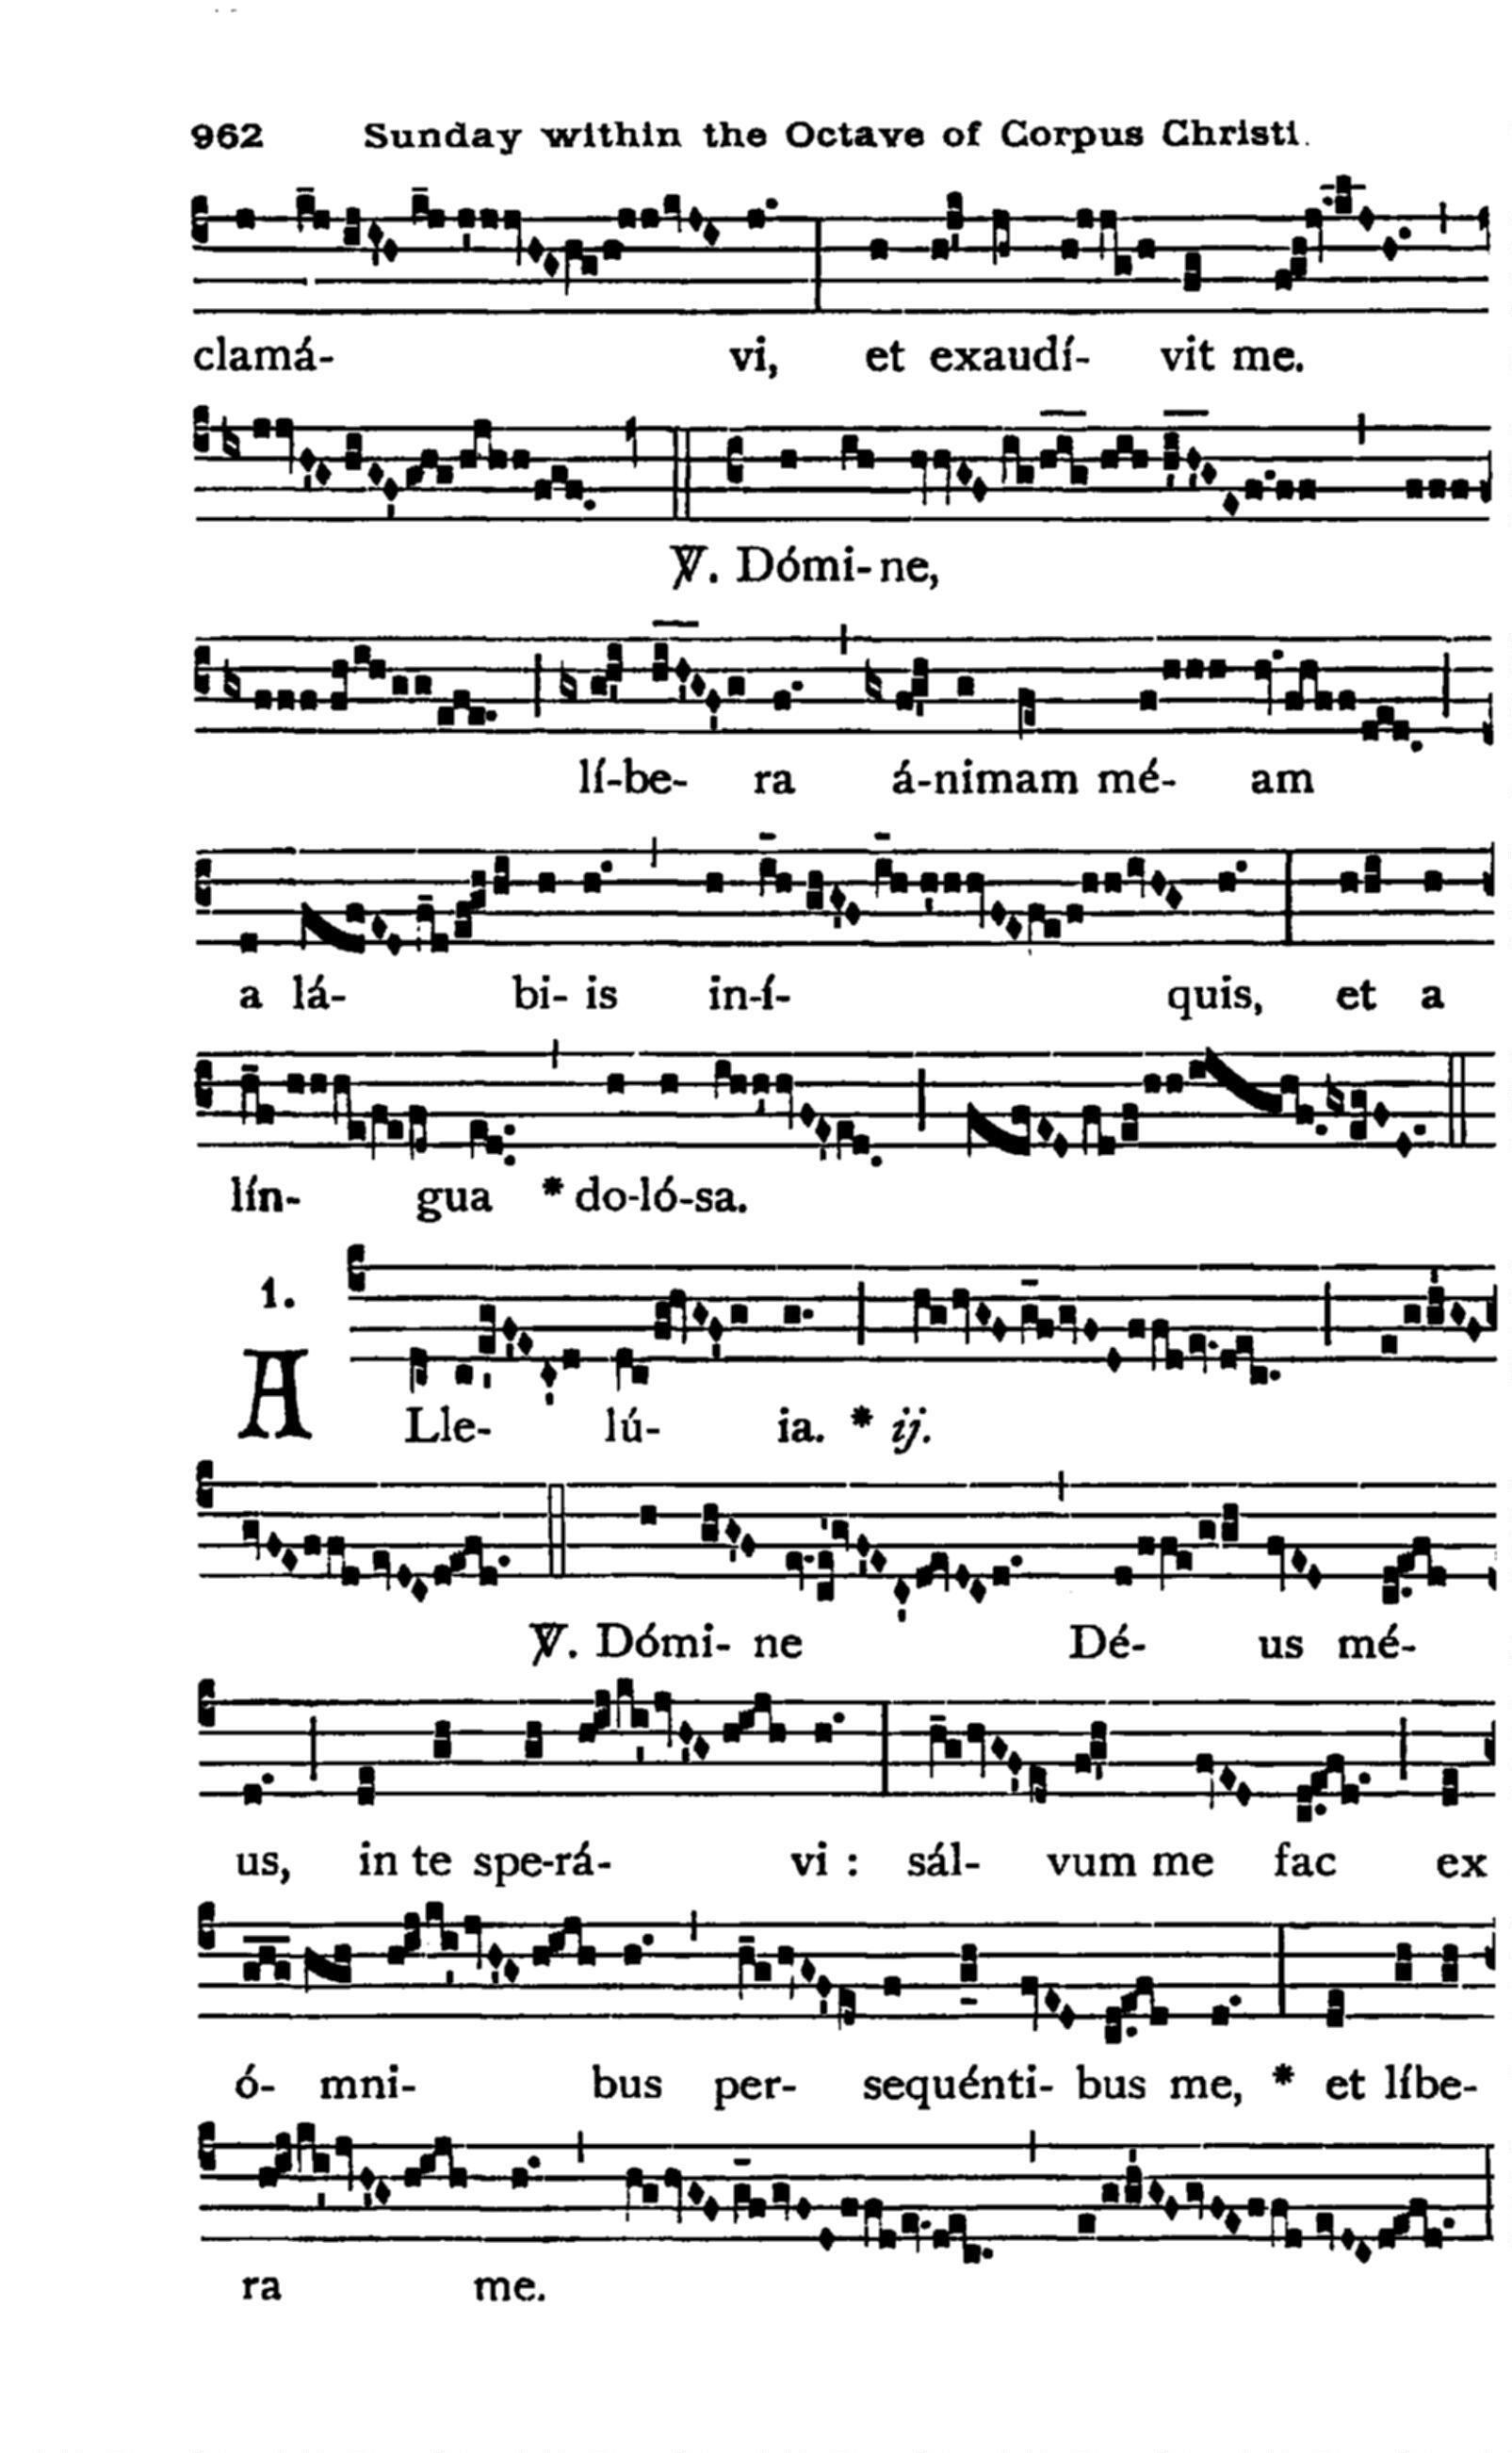 962 Sunday within the Octave of Corpus Christi.
clamá- vi, et exaudí- vit me.
℣. Dómi- ne,
lí-be- ra á-nimam mé- am
a lá- bi- is in-í- quis, et a
lín- gua * do-ló-sa.
1.
A Lle- lú- ia. * ij.
℣. Dómi- ne Dé- us mé-
us, in te spe-rá- vi : sál- vum me fac ex
ó- mni- bus per- sequénti- bus me, * et líbe-
ra me.